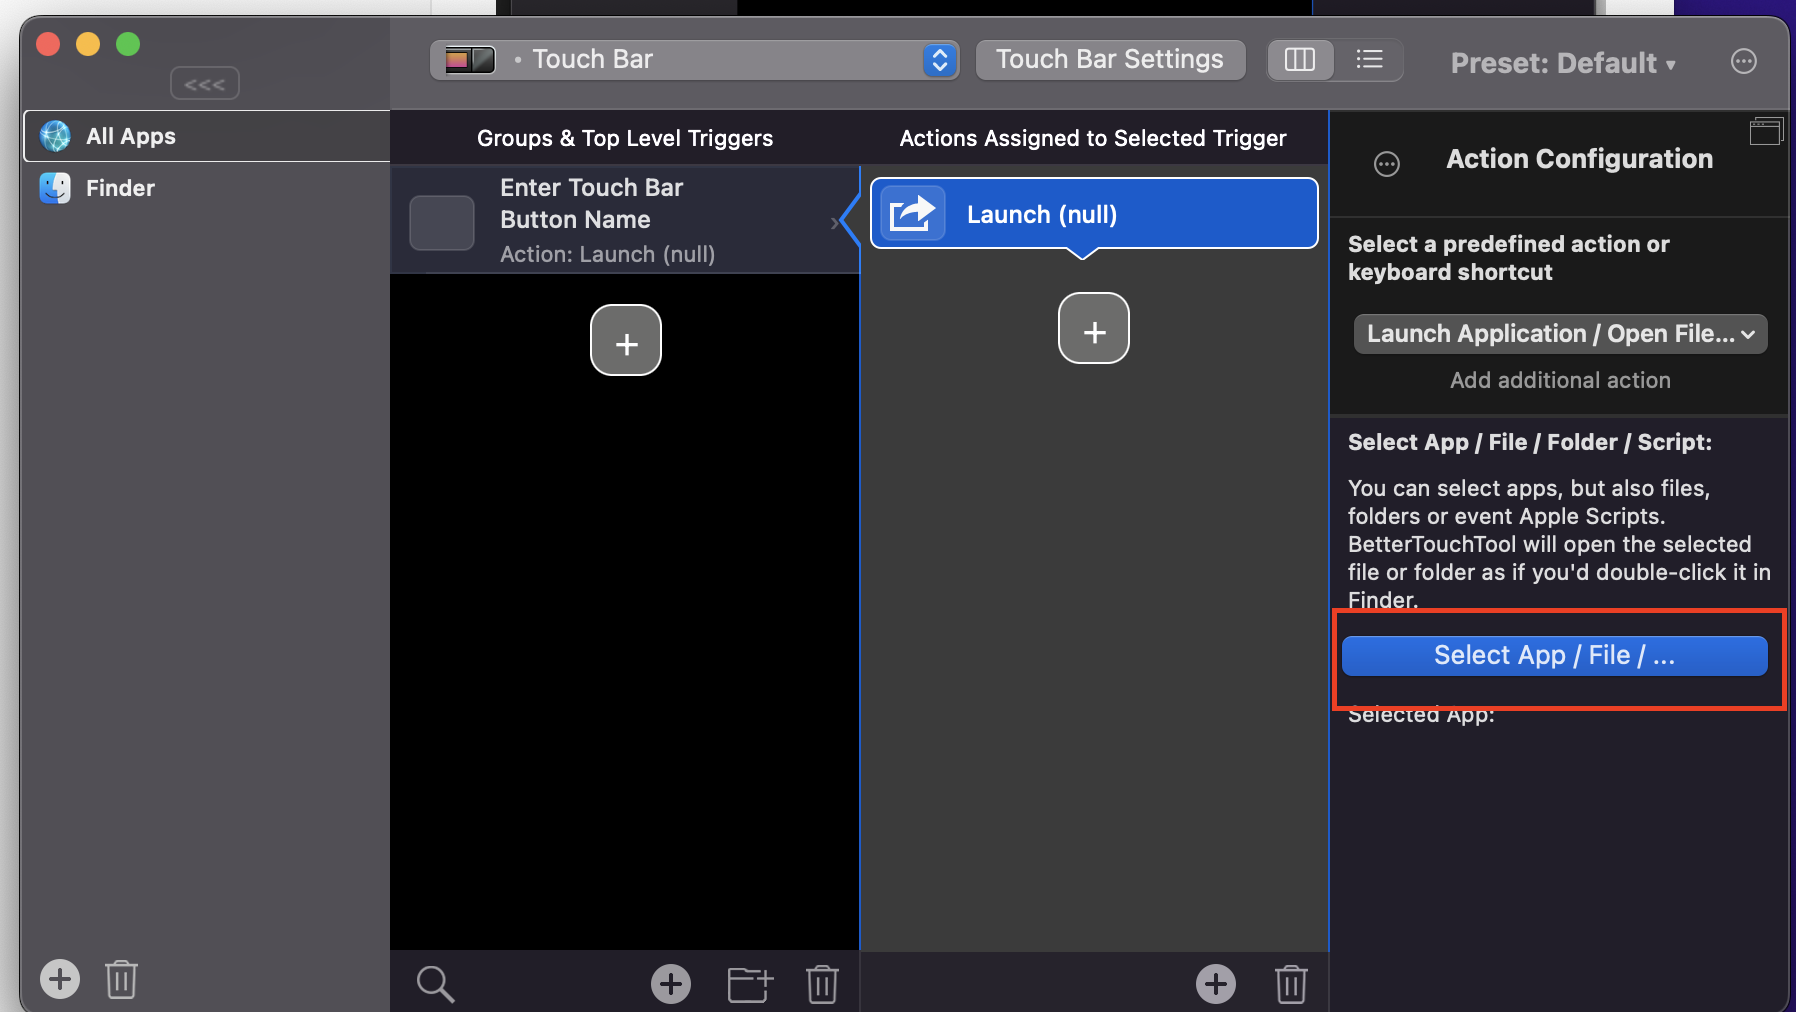 Touch Bar
Touch Bar Settings
Preset: Default
<<<
All Apps
Finder
Groups & Top Level Triggers
Enter Touch Bar
Button Name
Action: Launch (null)
Actions Assigned to Selected Trigger
Launch (null)
Action Configuration
Select a predefined action or
keyboard shortcut
Launch Application / Open File...
Add additional action
Select App / File / Folder / Script:
You can select apps, but also files,
folders or event Apple Scripts.
BetterTouchTool will open the selected
file or folder as if you'd double-click it in
Finder.
Select App / File / ...
Selected App: